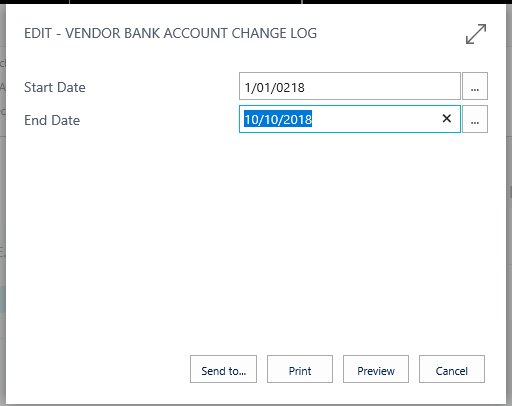 EDIT - VENDOR BANK ACCOUNT CHANGE LOG
Start Date 1/01/0218 ...
End Date 10/10/2018 ...
Send to... Print Preview Cancel